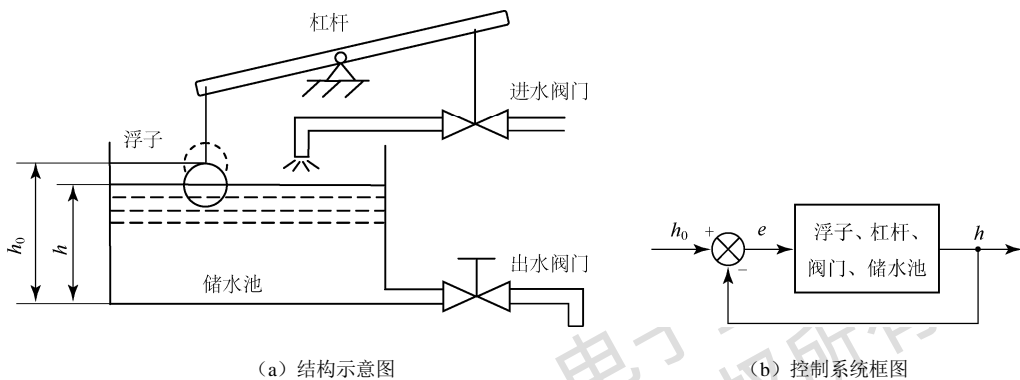 杠杆
进水阀门
浮子
h₀
h
储水池
出水阀门
(a) 结构示意图
h₀
+
e
−
浮子、杠杆、
阀门、储水池
h
(b) 控制系统框图